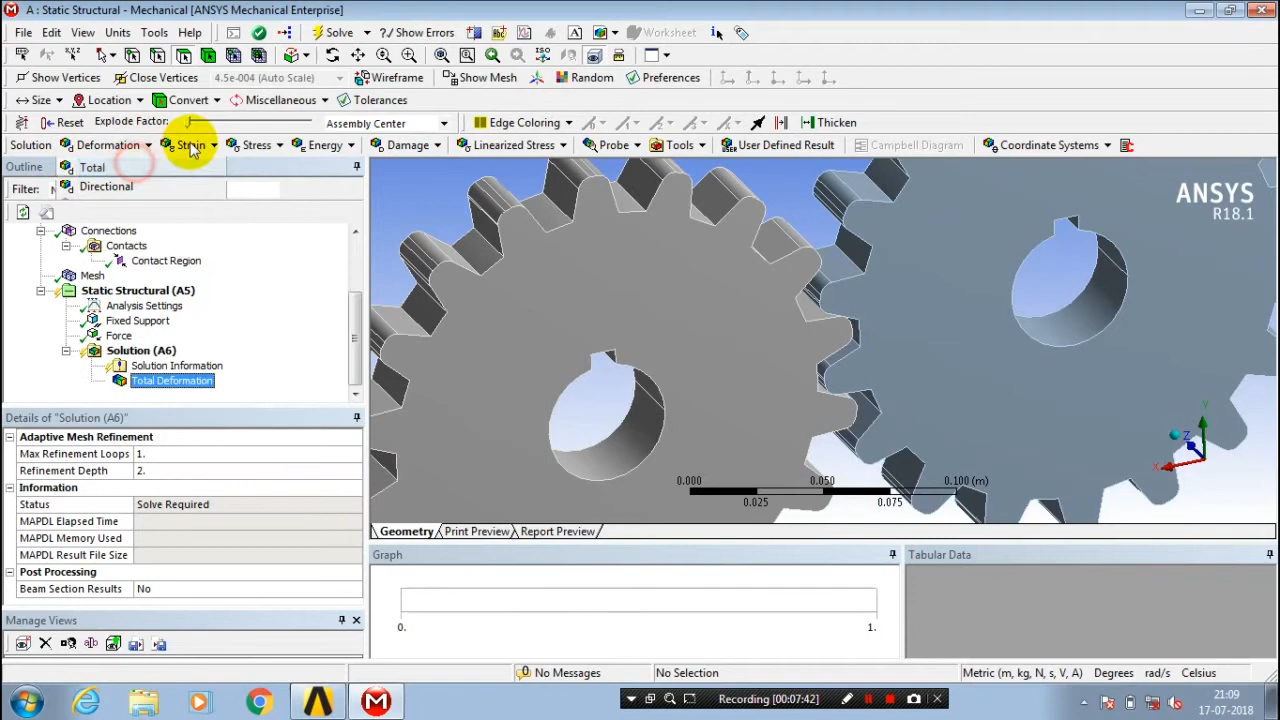 A : Static Structural - Mechanical [ANSYS Mechanical Enterprise]
File Edit View Units Tools Help Solve ?/ Show Errors Worksheet
Show Vertices Close Vertices 4.5e-004 (Auto Scale) Wireframe Show Mesh Random Preferences
Size Location Convert Miscellaneous Tolerances
Reset Explode Factor: Assembly Center Edge Coloring Thicken
Solution Deformation Strain Stress Energy Damage Linearized Stress Probe Tools User Defined Result Campbell Diagram Coordinate Systems
Outline
Total
Filter:
Directional
Connections
Contacts
Contact Region
Mesh
Static Structural (A5)
Analysis Settings
Fixed Support
Force
Solution (A6)
Solution Information
Total Deformation
ANSYS
R18.1
Y
Z
X
0.000 0.050 0.100 (m)
0.025 0.075
Geometry Print Preview Report Preview
Details of "Solution (A6)"
Adaptive Mesh Refinement
Max Refinement Loops 1.
Refinement Depth 2.
Information
Status Solve Required
MAPDL Elapsed Time
MAPDL Memory Used
MAPDL Result File Size
Post Processing
Beam Section Results No
Manage Views
Graph
0. 1.
Tabular Data
No Messages No Selection Metric (m, kg, N, s, V, A) Degrees rad/s Celsius
Recording [00:07:42]
21:09
17-07-2018